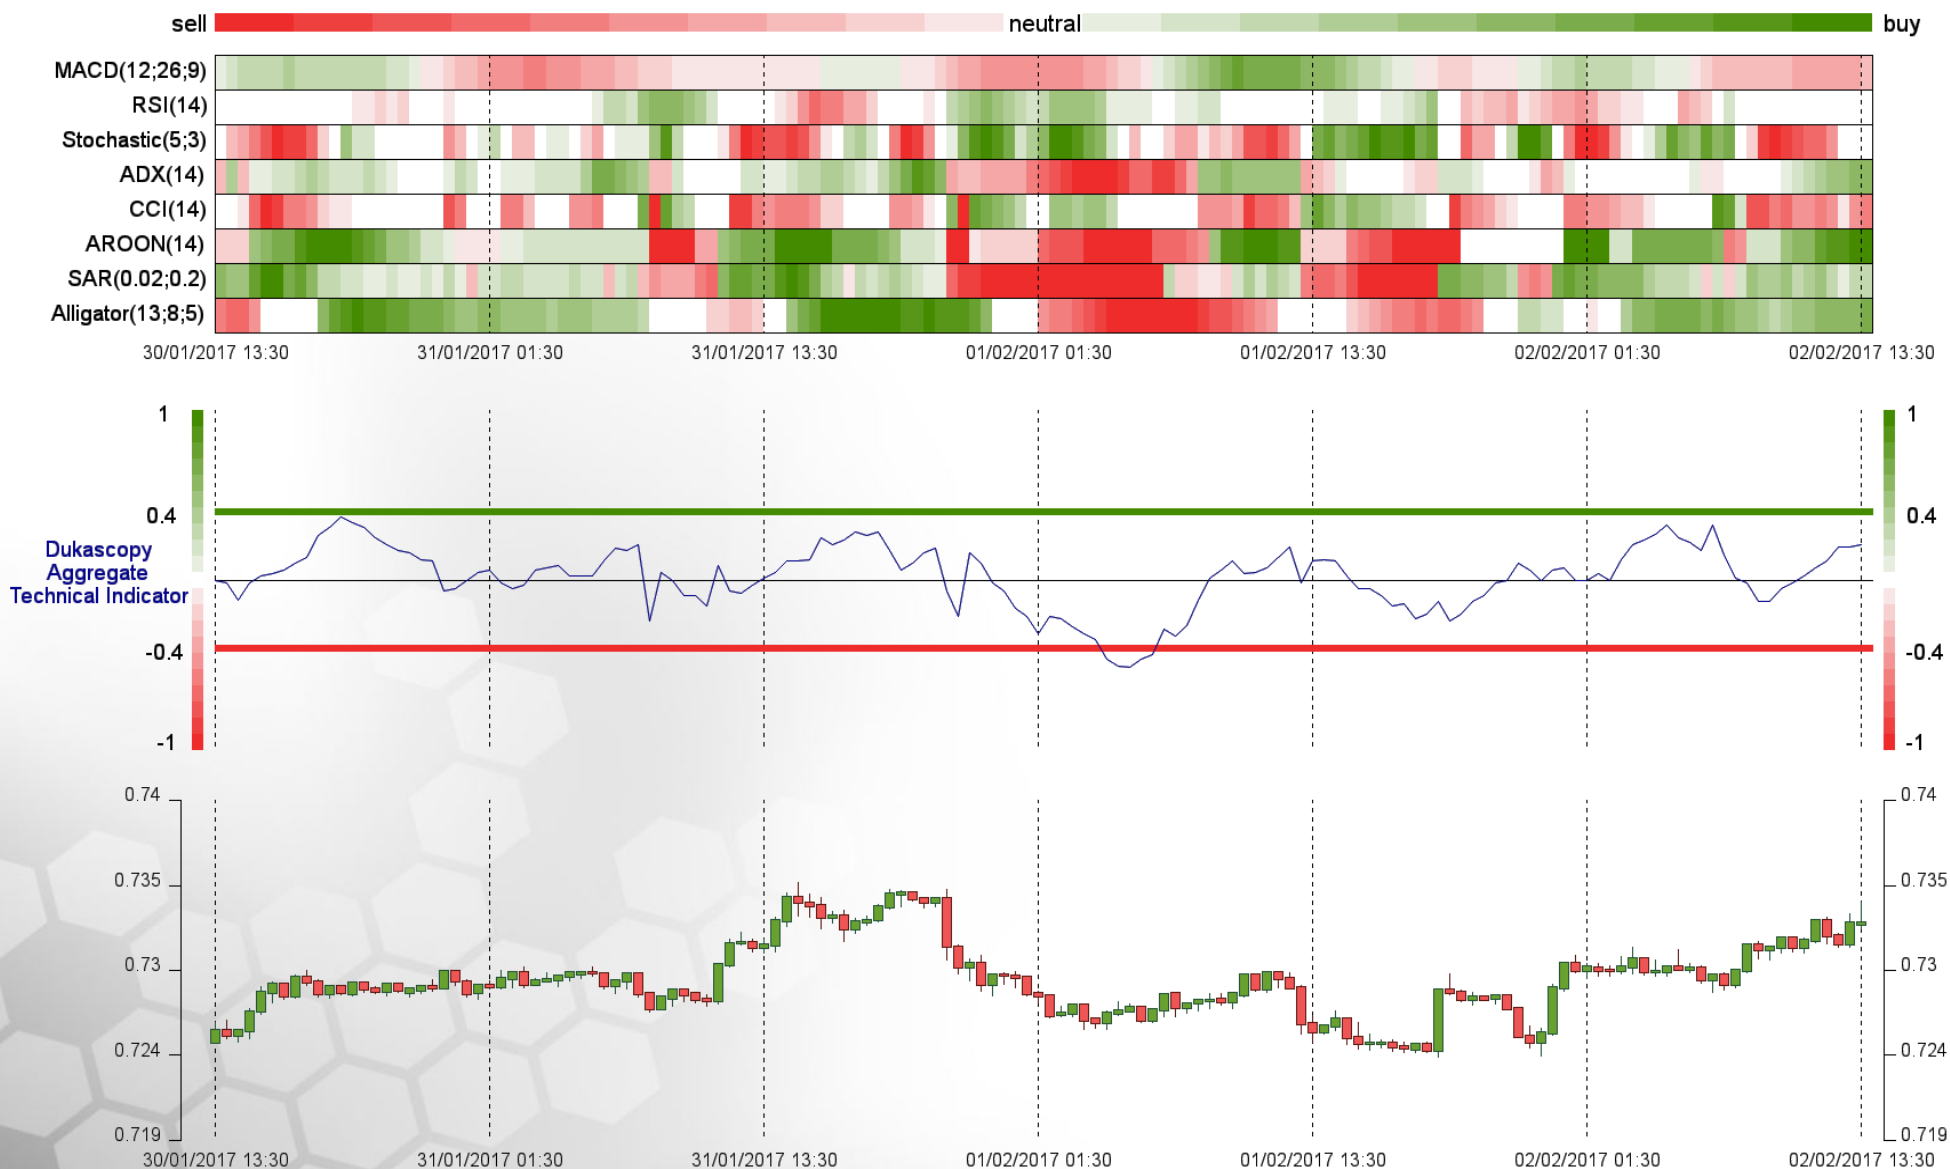 sell neutral buy
MACD(12;26;9)
RSI(14)
Stochastic(5;3)
ADX(14)
CCI(14)
AROON(14)
SAR(0.02;0.2)
Alligator(13;8;5)
30/01/2017 13:30 31/01/2017 01:30 31/01/2017 13:30 01/02/2017 01:30 01/02/2017 13:30 02/02/2017 01:30 02/02/2017 13:30
1 1
0.4 0.4
Dukascopy
Aggregate
Technical Indicator
-0.4 -0.4
-1 -1
0.74 0.74
0.735 0.735
0.73 0.73
0.724 0.724
0.719 0.719
30/01/2017 13:30 31/01/2017 01:30 31/01/2017 13:30 01/02/2017 01:30 01/02/2017 13:30 02/02/2017 01:30 02/02/2017 13:30